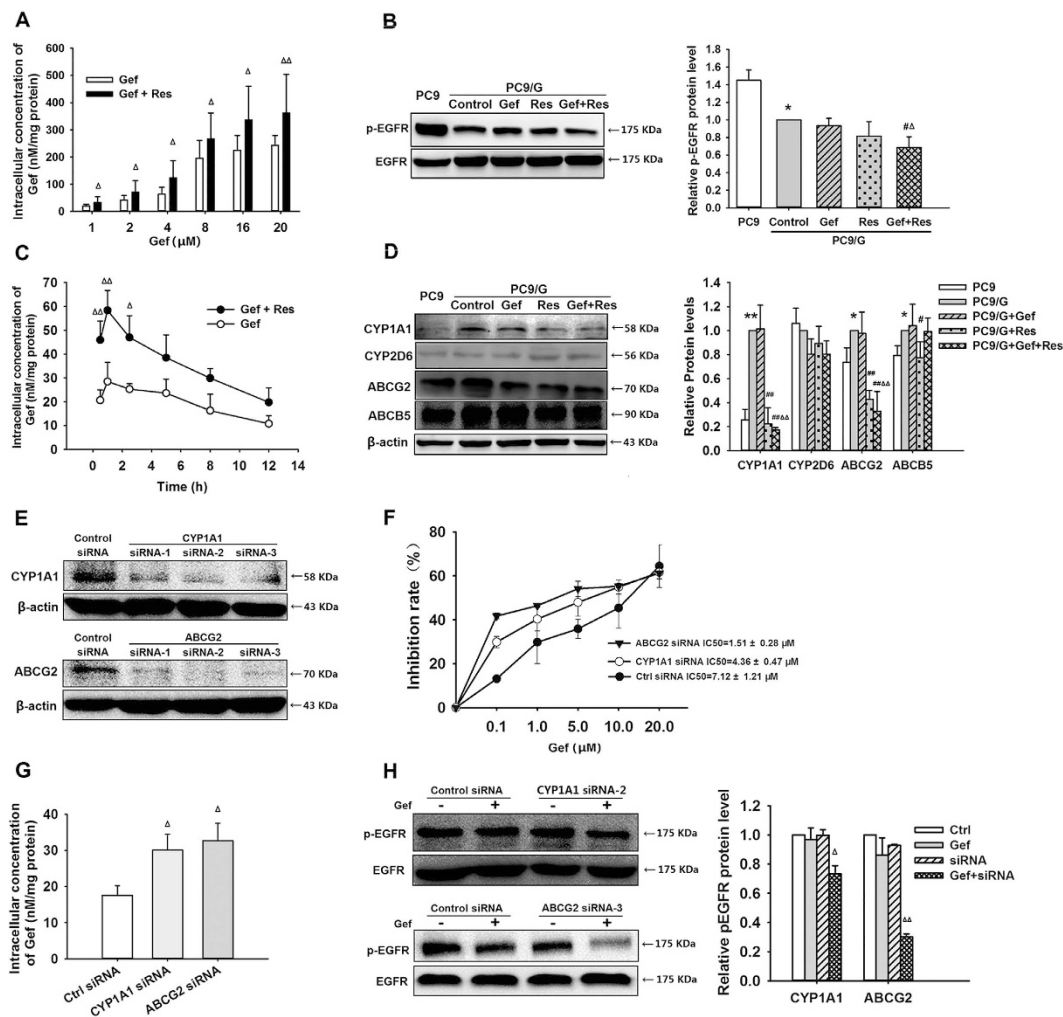 A
Intracellular concentration of
Gef (nM/mg protein)
600
500
400
300
200
100
0
Gef
Gef + Res
Δ
Δ
Δ
Δ
Δ
ΔΔ
1 2 4 8 16 20
Gef (μM)
B
PC9/G
PC9 Control Gef Res Gef+Res
p-EGFR ←175 KDa
EGFR ←175 KDa
Relative p-EGFR protein level
1.8
1.6
1.4
1.2
1.0
0.8
0.6
0.4
0.2
0.0
*
#Δ
PC9 Control Gef Res Gef+Res
PC9/G
C
Intracellular concentration of
Gef (nM/mg protein)
70
60
50
40
30
20
10
0
ΔΔ
ΔΔ
Δ
Gef + Res
Gef
0 2 4 6 8 10 12 14
Time (h)
D
PC9/G
PC9 Control Gef Res Gef+Res
CYP1A1 ←58 KDa
CYP2D6 ←56 KDa
ABCG2 ←70 KDa
ABCB5 ←90 KDa
β-actin ←43 KDa
Relative Protein Levels
1.4
1.2
1.0
0.8
0.6
0.4
0.2
0.0
**
##
##ΔΔ
*
##
##ΔΔ
*
#
PC9
PC9/G
PC9/G+Gef
PC9/G+Res
PC9/G+Gef+Res
CYP1A1 CYP2D6 ABCG2 ABCB5
E
Control CYP1A1
siRNA siRNA-1 siRNA-2 siRNA-3
CYP1A1 ←58 KDa
β-actin ←43 KDa
Control ABCG2
siRNA siRNA-1 siRNA-2 siRNA-3
ABCG2 ←70 KDa
β-actin ←43 KDa
F
Inhibition rate (%)
80
60
40
20
0
ABCG2 siRNA IC50=1.51 ± 0.28 μM
CYP1A1 siRNA IC50=4.36 ± 0.47 μM
Ctrl siRNA IC50=7.12 ± 1.21 μM
0.1 1.0 5.0 10.0 20.0
Gef (μM)
G
Intracellular concentration
of Gef (nM/mg protein)
40
30
20
10
0
Δ
Δ
Ctrl siRNA
CYP1A1 siRNA
ABCG2 siRNA
H
Control siRNA CYP1A1 siRNA-2
Gef - + - +
p-EGFR ←175 KDa
EGFR ←175 KDa
Control siRNA ABCG2 siRNA-3
Gef - + - +
p-EGFR ←175 KDa
EGFR ←175 KDa
Relative pEGFR protein level
1.2
1.0
0.8
0.6
0.4
0.2
0.0
Δ
ΔΔ
Ctrl
Gef
siRNA
Gef+siRNA
CYP1A1 ABCG2